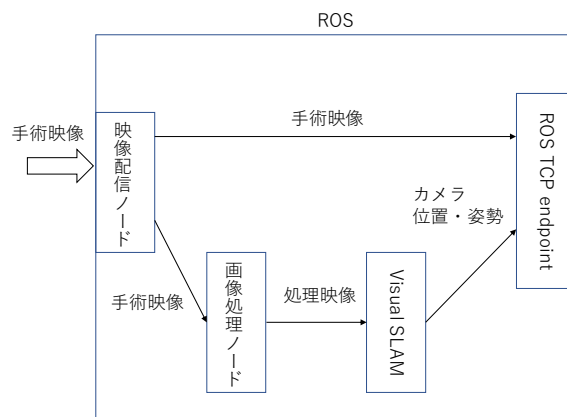 ROS
手術映像
映像配信ノード
手術映像
ROS TCP endpoint
カメラ
位置・姿勢
手術映像
画像処理ノード
処理映像
Visual SLAM